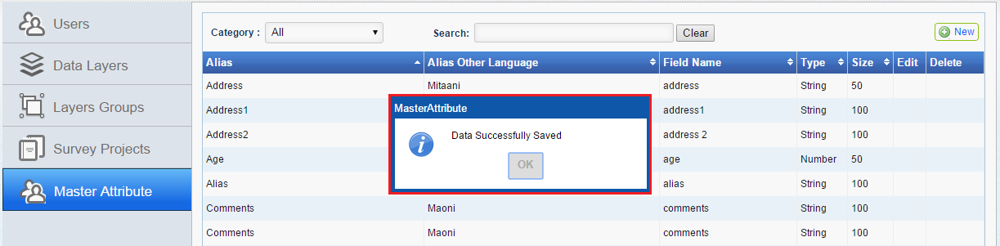 Users
Data Layers
Layers Groups
Survey Projects
Master Attribute
Category : All Search: Clear New
Alias Alias Other Language Field Name Type Size Edit Delete
Address Mitaani address String 50
Address1 address1 String 100
Address2 address 2 String 100
Age age Number 50
Alias alias String 100
Comments Maoni comments String 100
Comments Maoni comments String 100
MasterAttribute
Data Successfully Saved
OK